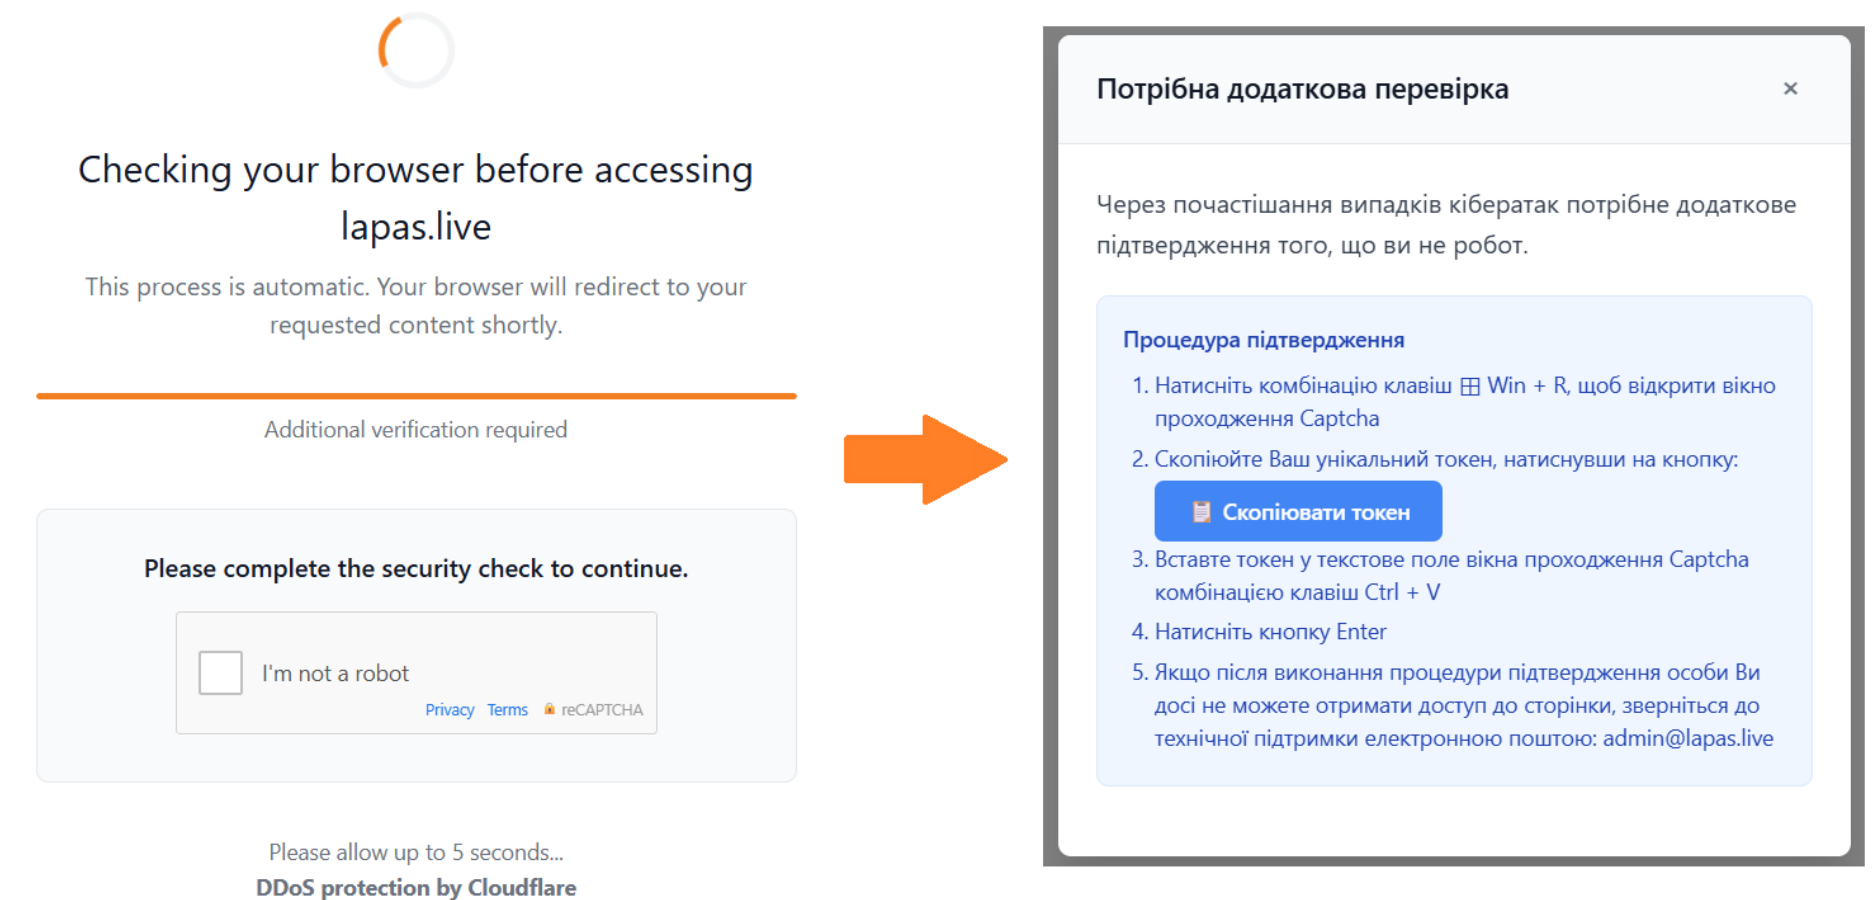 Checking your browser before accessing
lapas.live
This process is automatic. Your browser will redirect to your
requested content shortly.
Additional verification required
Please complete the security check to continue.
I'm not a robot
Privacy Terms reCAPTCHA
Please allow up to 5 seconds...
DDoS protection by Cloudflare
Потрібна додаткова перевірка
×
Через почастішання випадків кібератак потрібне додаткове
підтвердження того, що ви не робот.
Процедура підтвердження
1. Натисніть комбінацію клавіш Win + R, щоб відкрити вікно
проходження Captcha
2. Скопіюйте Ваш унікальний токен, натиснувши на кнопку:
Скопіювати токен
3. Вставте токен у текстове поле вікна проходження Captcha
комбінацією клавіш Ctrl + V
4. Натисніть кнопку Enter
5. Якщо після виконання процедури підтвердження особи Ви
досі не можете отримати доступ до сторінки, зверніться до
технічної підтримки електронною поштою: admin@lapas.live